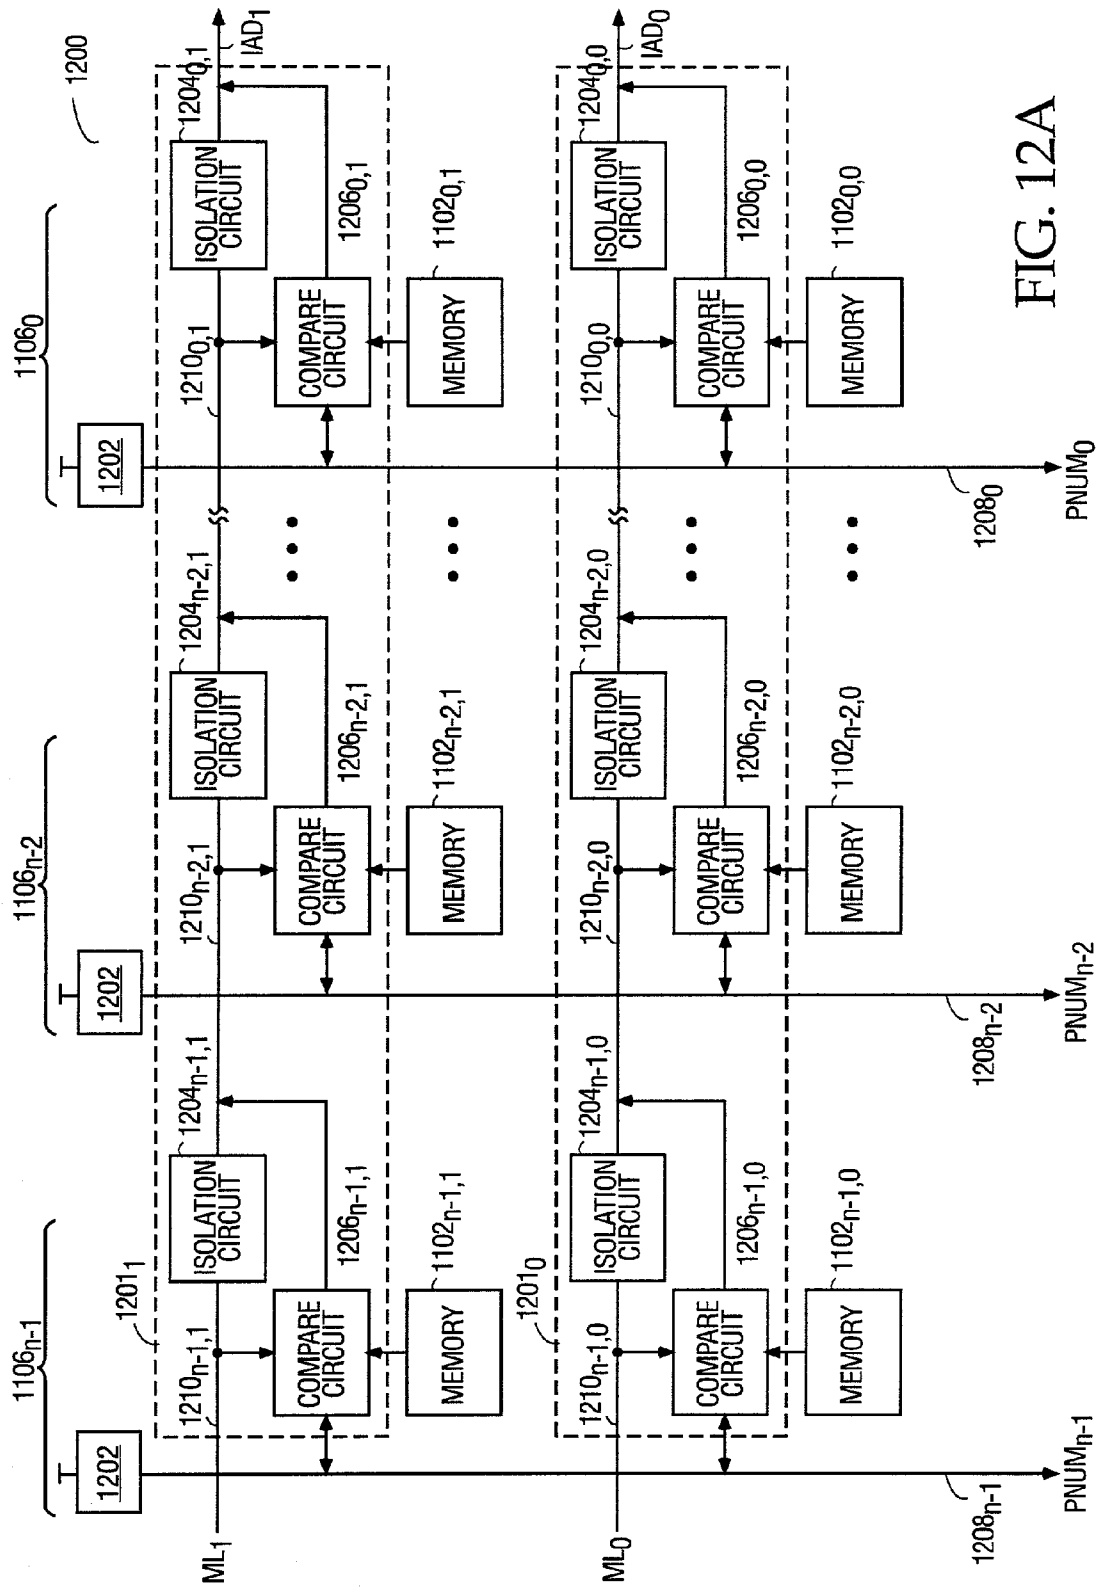 1200
1106n-1
1106n-2
11060
1202
1202
1202
12011
1204n-1,1
1204n-2,1
12040,1
IAD1
ISOLATION
CIRCUIT
ISOLATION
CIRCUIT
ISOLATION
CIRCUIT
ML1
1210n-1,1
1210n-2,1
12100,1
COMPARE
CIRCUIT
COMPARE
CIRCUIT
COMPARE
CIRCUIT
1206n-1,1
1206n-2,1
12060,1
1102n-1,1
1102n-2,1
11020,1
MEMORY
MEMORY
MEMORY
12010
1204n-1,0
1204n-2,0
12040,0
IAD0
ISOLATION
CIRCUIT
ISOLATION
CIRCUIT
ISOLATION
CIRCUIT
ML0
1210n-1,0
1210n-2,0
12100,0
COMPARE
CIRCUIT
COMPARE
CIRCUIT
COMPARE
CIRCUIT
1206n-1,0
1206n-2,0
12060,0
1102n-1,0
1102n-2,0
11020,0
MEMORY
MEMORY
MEMORY
1208n-1
1208n-2
12080
PNUMn-1
PNUMn-2
PNUM0
FIG. 12A